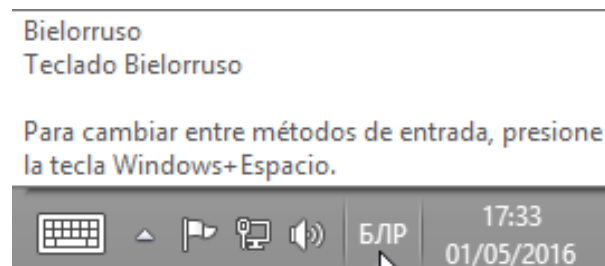 Bielorruso
Teclado Bielorruso
Para cambiar entre métodos de entrada, presione
la tecla Windows+Espacio.
БЛР
17:33
01/05/2016